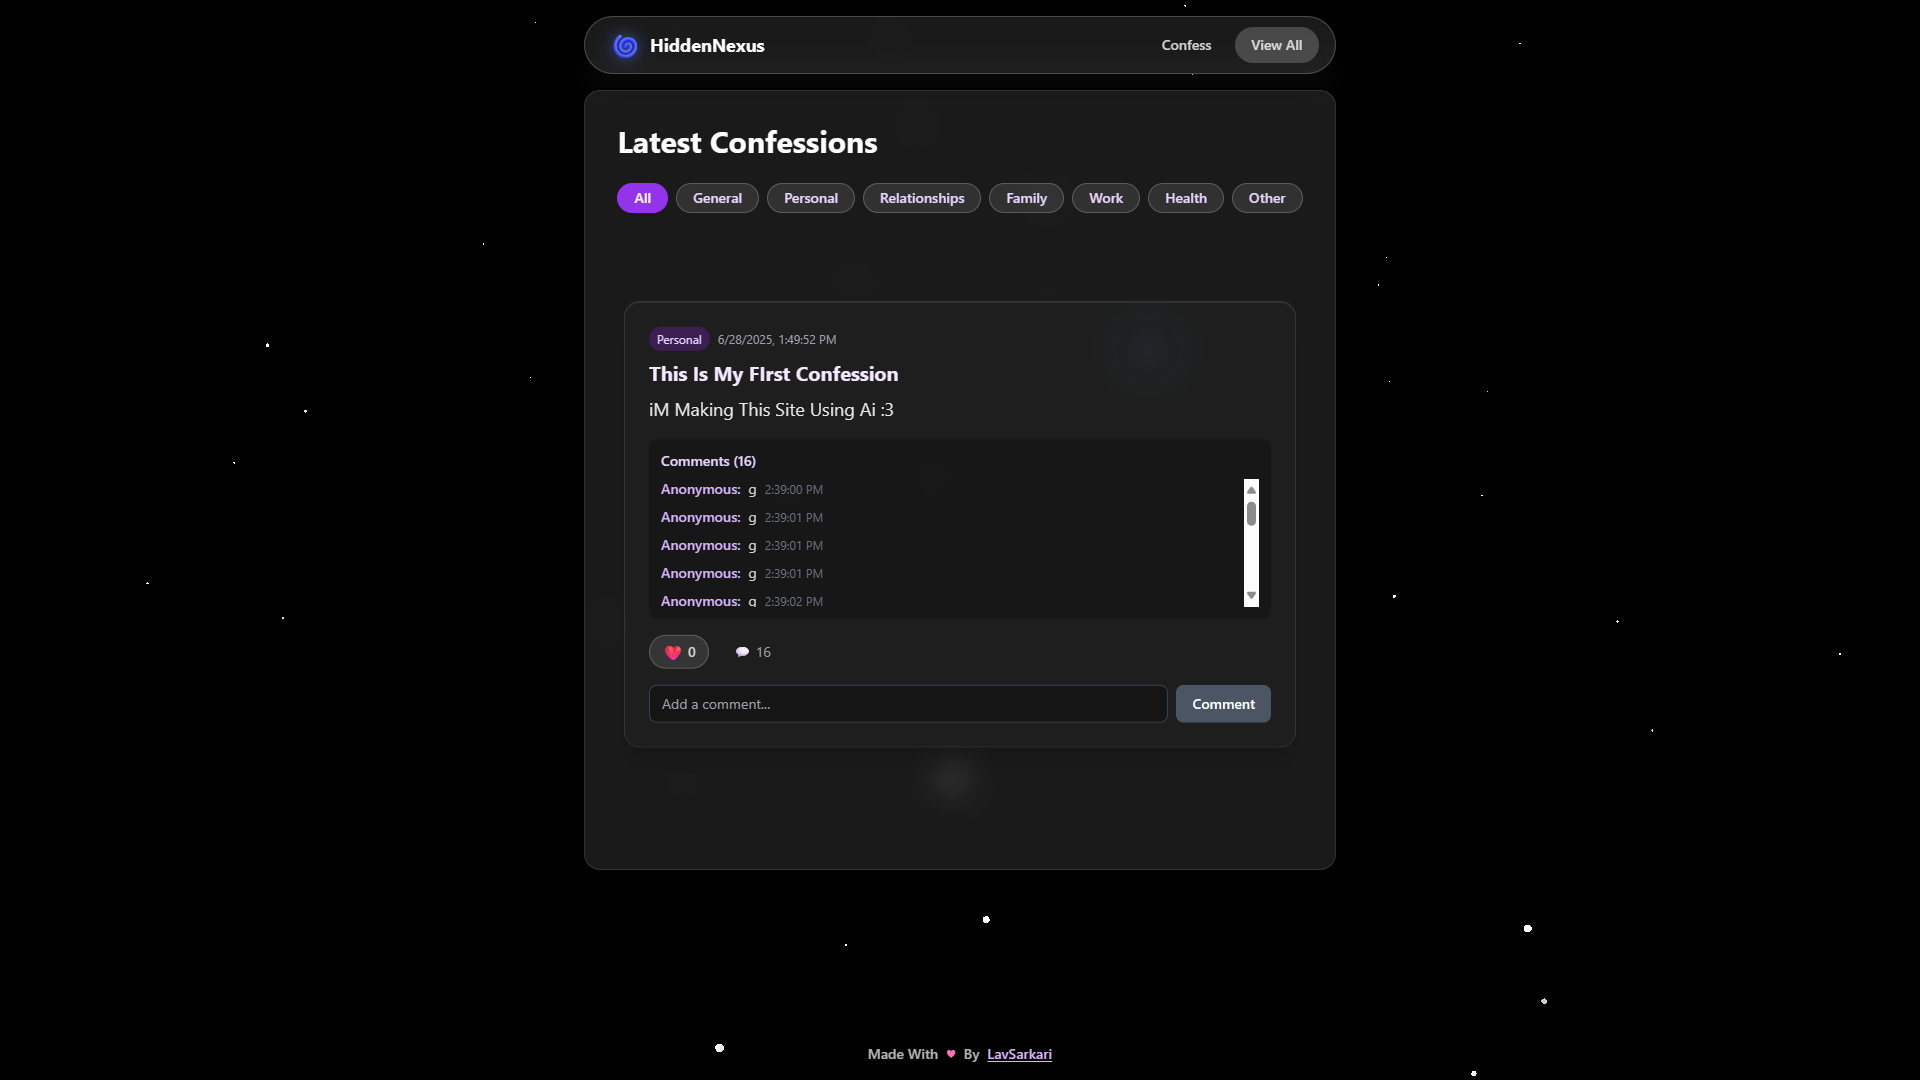 HiddenNexus
Confess
View All
Latest Confessions
All
General
Personal
Relationships
Family
Work
Health
Other
Personal 6/28/2025, 1:49:52 PM
This Is My FIrst Confession
iM Making This Site Using Ai :3
Comments (16)
Anonymous: g 2:39:00 PM
Anonymous: g 2:39:01 PM
Anonymous: g 2:39:01 PM
Anonymous: g 2:39:01 PM
Anonymous: g 2:39:02 PM
0
16
Add a comment...
Comment
Made With ♥ By LavSarkari